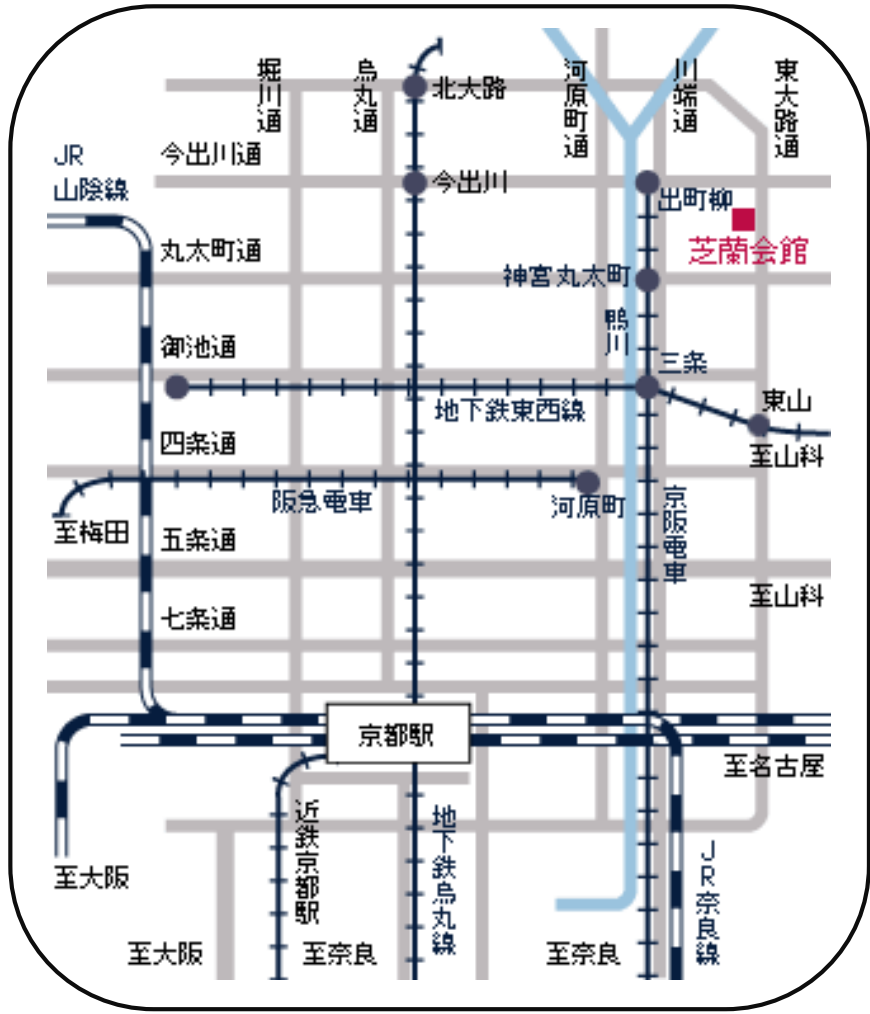 堀川通
烏丸通
河原町通
川端通
東大路通
北大路
JR
山陰線
今出川通
今出川
出町柳
芝蘭会館
丸太町通
神宮丸太町
鴨川
御池通
三条
地下鉄東西線
東山
至山科
四条通
阪急電車
河原町
京阪電車
至梅田
五条通
至山科
七条通
京都駅
至名古屋
近鉄京都駅
地下鉄烏丸線
JR奈良線
至大阪
至大阪
至奈良
至奈良